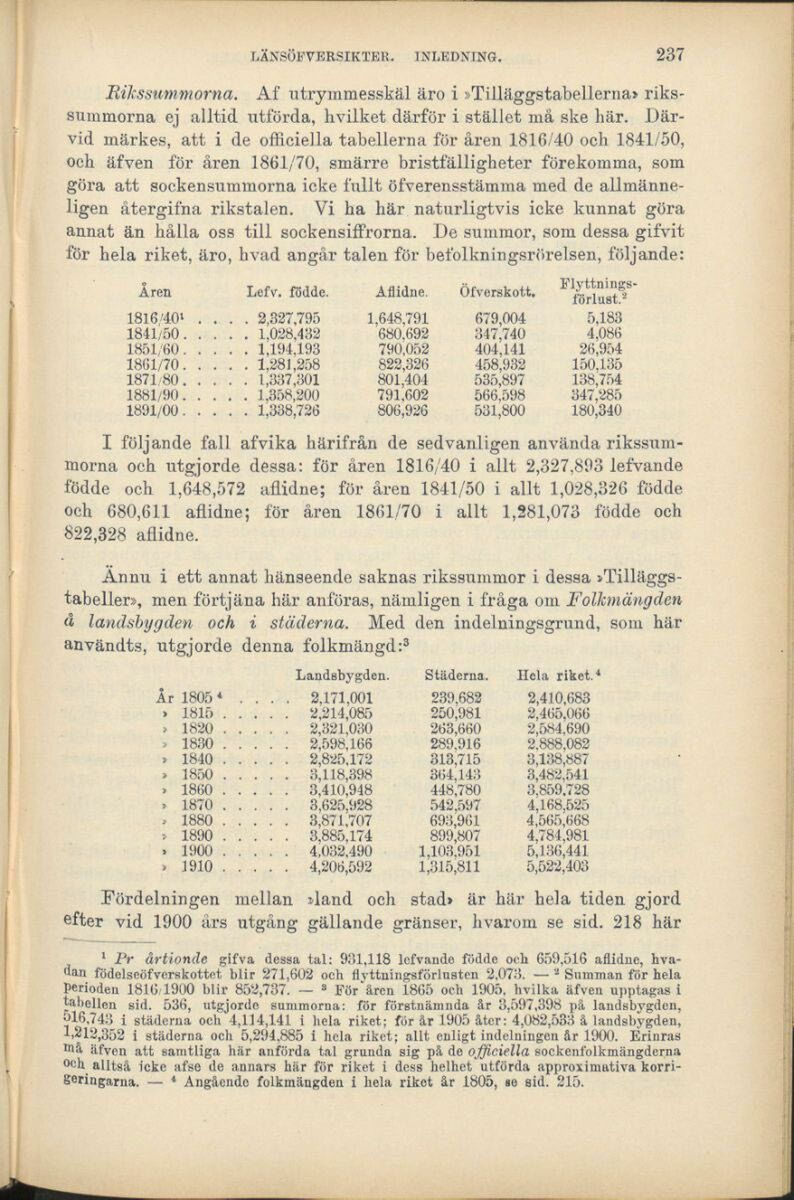 LÄNSÖFVERSIKTER. INLEDNING. 237
Rikssummorna. Af utrymmesskäl äro i »Tilläggstabellerna» riks-
summorna ej alltid utförda, hvilket därför i stället må ske här. Där-
vid märkes, att i de officiella tabellerna för åren 1816/40 och 1841/50,
och äfven för åren 1861/70, smärre bristfälligheter förekomma, som
göra att sockensummorna icke fullt öfverensstämma med de allmänne-
ligen återgifna rikstalen. Vi ha här naturligtvis icke kunnat göra
annat än hålla oss till sockensiffrorna. De summor, som dessa gifvit
för hela riket, äro, hvad angår talen för befolkningsrörelsen, följande:
Åren Lefv. födde. Aflidne. Öfverskott. Flyttnings-
förlust.²
1816/40¹ . . . . 2,327,795 1,648,791 679,004 5,183
1841/50 . . . . . 1,028,432 680,692 347,740 4,086
1851/60 . . . . . 1,194,193 790,052 404,141 26,954
1861/70 . . . . . 1,281,258 822,326 458,932 150,135
1871/80 . . . . . 1,337,301 801,404 535,897 138,754
1881/90 . . . . . 1,358,200 791,602 566,598 347,285
1891/00 . . . . . 1,338,726 806,926 531,800 180,340
I följande fall afvika härifrån de sedvanligen använda rikssum-
morna och utgjorde dessa: för åren 1816/40 i allt 2,327,893 lefvande
födde och 1,648,572 aflidne; för åren 1841/50 i allt 1,028,326 födde
och 680,611 aflidne; för åren 1861/70 i allt 1,281,073 födde och
822,328 aflidne.
Ännu i ett annat hänseende saknas rikssummor i dessa »Tilläggs-
tabeller», men förtjäna här anföras, nämligen i fråga om Folkmängden
å landsbygden och i städerna. Med den indelningsgrund, som här
användts, utgjorde denna folkmängd:³
Landsbygden. Städerna. Hela riket.⁴
År 1805 ⁴ . . . . 2,171,001 239,682 2,410,683
» 1815 . . . . . 2,214,085 250,981 2,465,066
» 1820 . . . . . 2,321,030 263,660 2,584,690
» 1830 . . . . . 2,598,166 289,916 2,888,082
» 1840 . . . . . 2,825,172 313,715 3,138,887
» 1850 . . . . . 3,118,398 364,143 3,482,541
» 1860 . . . . . 3,410,948 448,780 3,859,728
» 1870 . . . . . 3,625,928 542,597 4,168,525
» 1880 . . . . . 3,871,707 693,961 4,565,668
» 1890 . . . . . 3,885,174 899,807 4,784,981
» 1900 . . . . . 4,032,490 1,103,951 5,136,441
» 1910 . . . . . 4,206,592 1,315,811 5,522,403
Fördelningen mellan »land och stad» är här hela tiden gjord
efter vid 1900 års utgång gällande gränser, hvarom se sid. 218 här
¹ Pr årtionde gifva dessa tal: 931,118 lefvande födde och 659,516 aflidne, hva-
dan födelseöfverskottet blir 271,602 och flyttningsförlusten 2,073. — ² Summan för hela
perioden 1816/1900 blir 852,737. — ³ För åren 1865 och 1905, hvilka äfven upptagas i
tabellen sid. 536, utgjorde summorna: för förstnämnda år 3,597,398 på landsbygden,
516,743 i städerna och 4,114,141 i hela riket; för år 1905 åter: 4,082,533 å landsbygden,
1,212,352 i städerna och 5,294,885 i hela riket; allt enligt indelningen år 1900. Erinras
må äfven att samtliga här anförda tal grunda sig på de officiella sockenfolkmängderna
och alltså icke afse de annars här för riket i dess helhet utförda approximativa korri-
geringarna. — ⁴ Angående folkmängden i hela riket år 1805, se sid. 215.